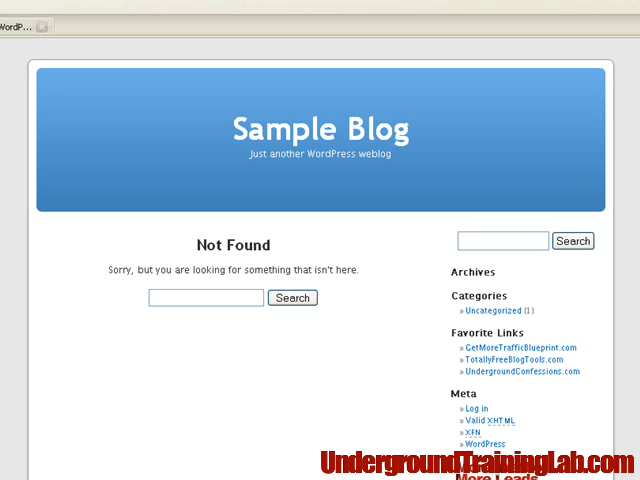 WordP...
Sample Blog
Just another WordPress weblog
Not Found
Sorry, but you are looking for something that isn't here.
Search
Search
Archives
Categories
» Uncategorized (1)
Favorite Links
» GetMoreTrafficBlueprint.com
» TotallyFreeBlogTools.com
» UndergroundConfessions.com
Meta
» Log in
» Valid XHTML
» XFN
» WordPress
UndergroundTrainingLab.com
More Leads